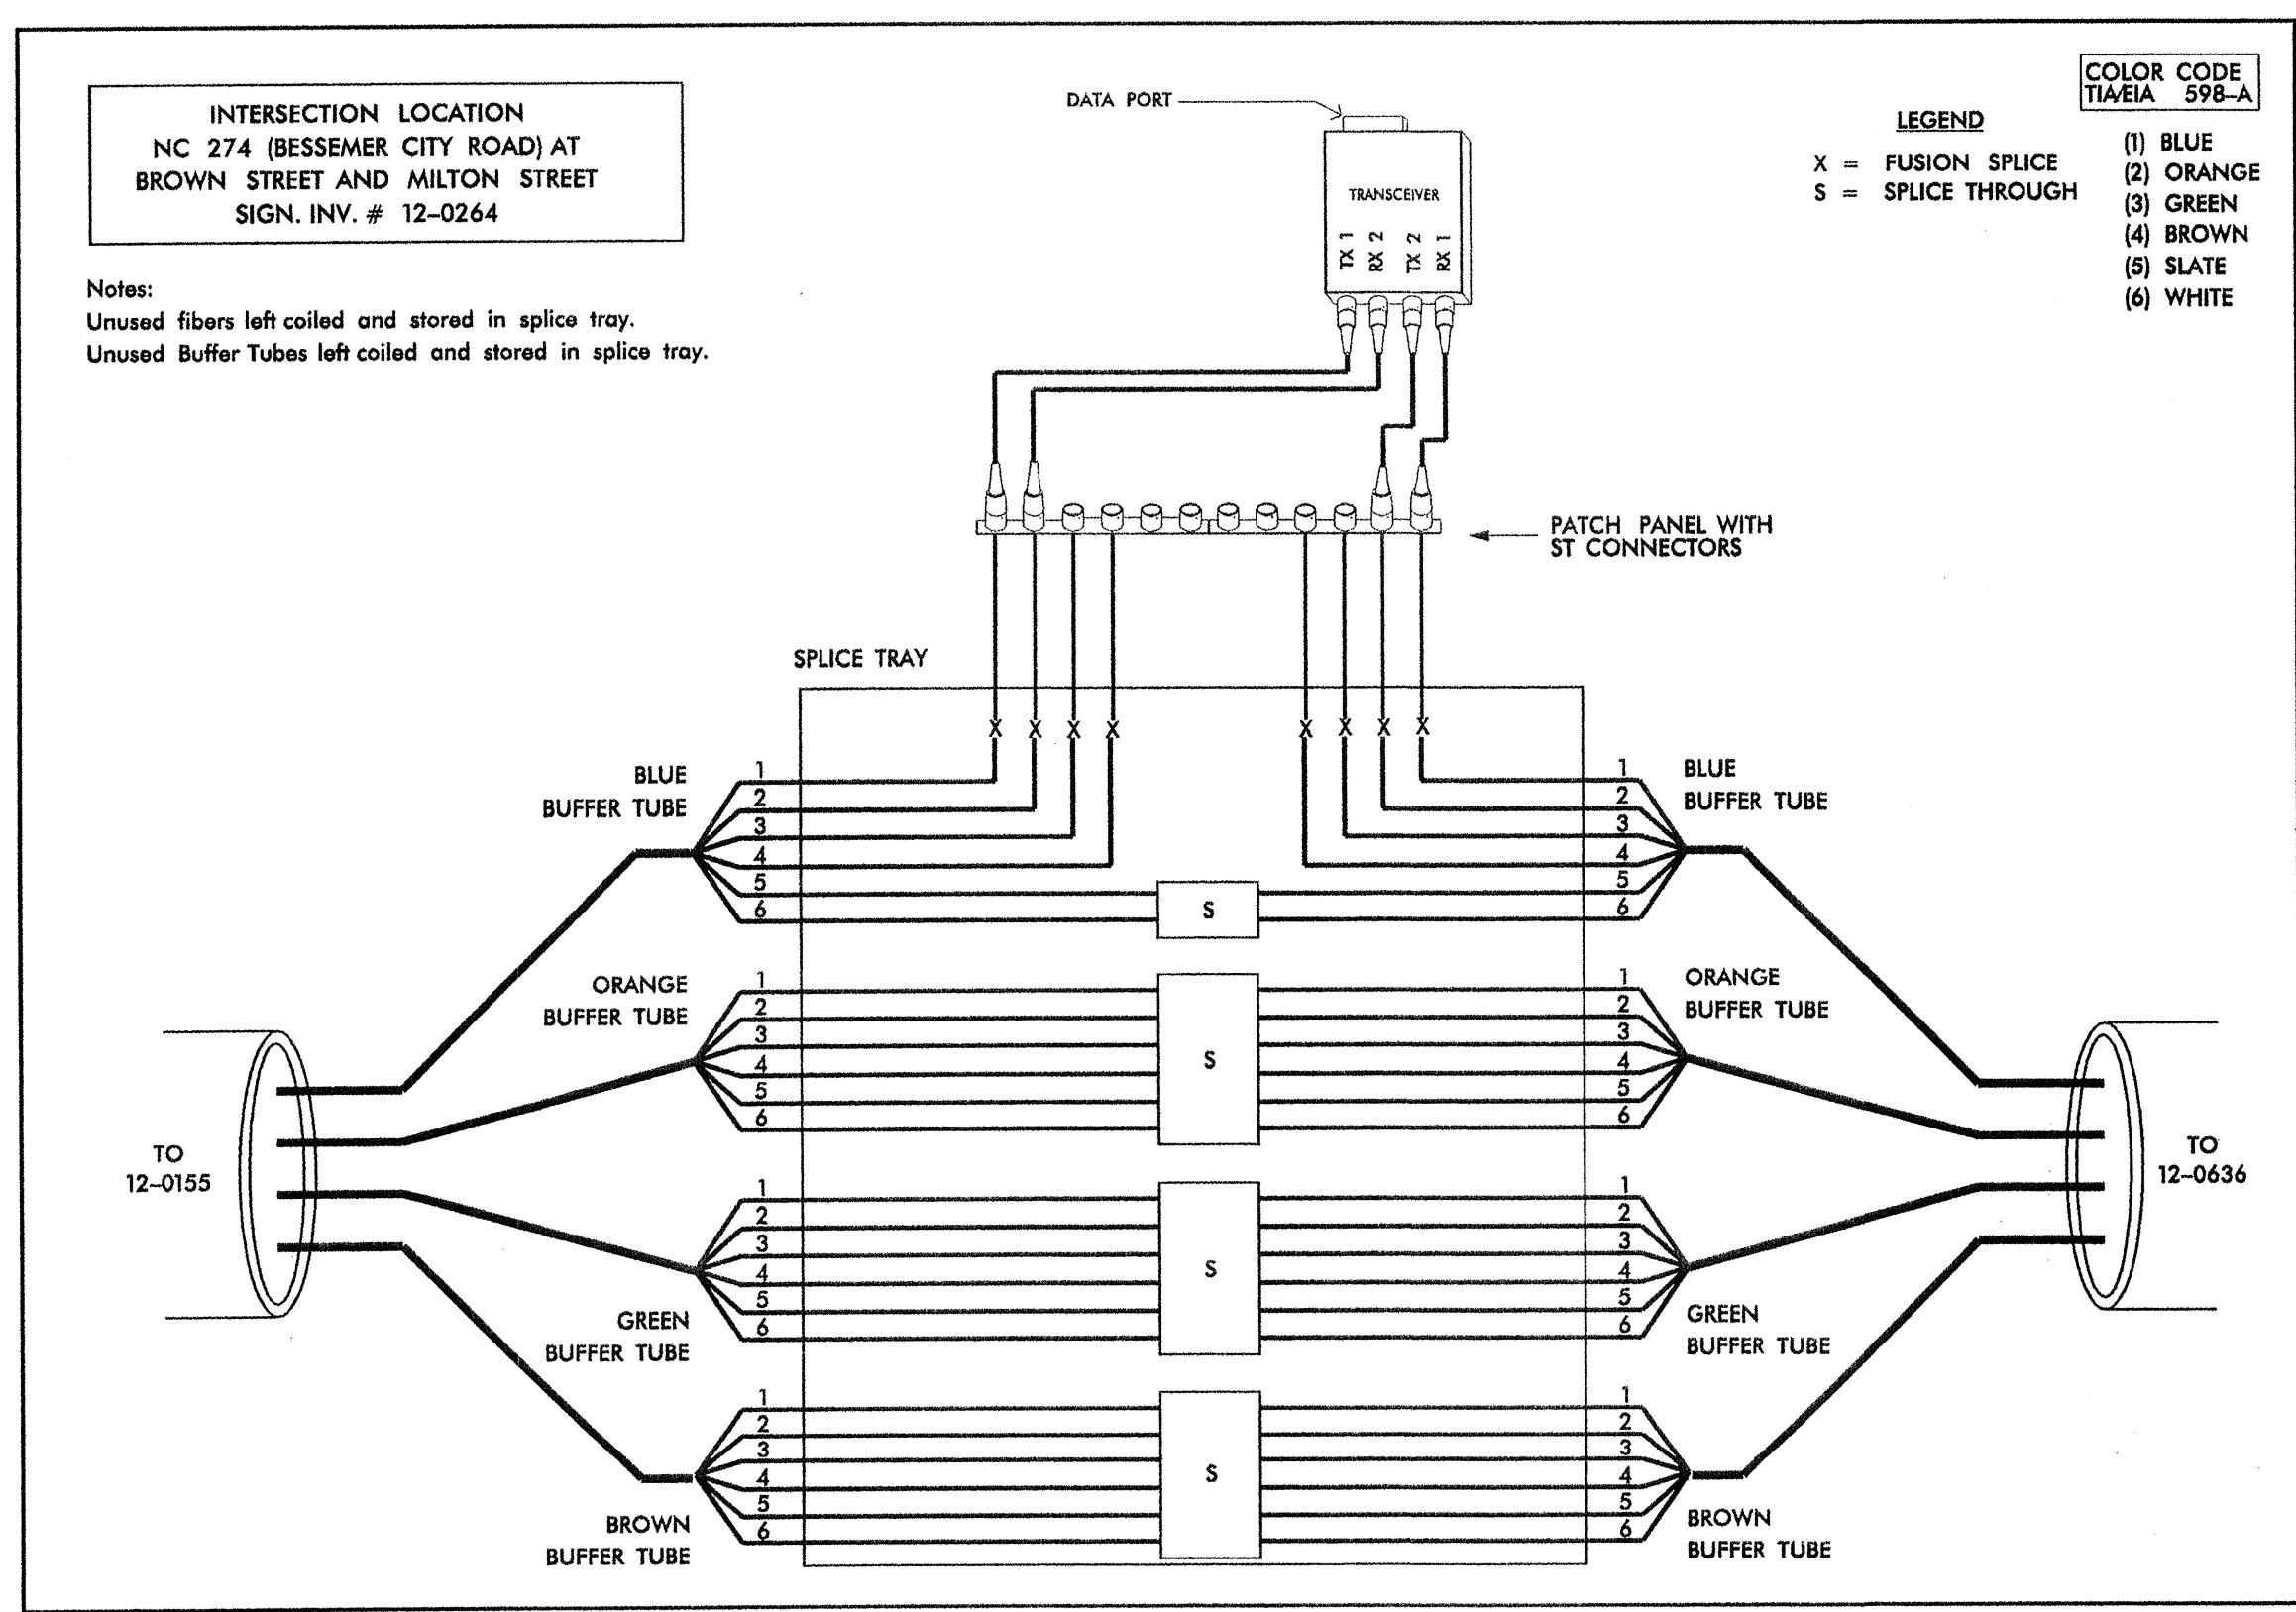 INTERSECTION LOCATION
NC 274 (BESSEMER CITY ROAD) AT
BROWN STREET AND MILTON STREET
SIGN. INV. # 12-0264
Notes:
Unused fibers left coiled and stored in splice tray.
Unused Buffer Tubes left coiled and stored in splice tray.
DATA PORT
TRANSCEIVER
TX 1
RX 2
TX 2
RX 1
LEGEND
X = FUSION SPLICE
S = SPLICE THROUGH
COLOR CODE
TIA/EIA 598-A
(1) BLUE
(2) ORANGE
(3) GREEN
(4) BROWN
(5) SLATE
(6) WHITE
PATCH PANEL WITH
ST CONNECTORS
SPLICE TRAY
X X X X X X X X
BLUE
BUFFER TUBE
1
2
3
4
5
6
S
1
2
3
4
5
6
BLUE
BUFFER TUBE
ORANGE
BUFFER TUBE
1
2
3
4
5
6
S
1
2
3
4
5
6
ORANGE
BUFFER TUBE
TO
12-0155
TO
12-0636
1
2
3
4
5
6
GREEN
BUFFER TUBE
S
1
2
3
4
5
6
GREEN
BUFFER TUBE
1
2
3
4
5
6
BROWN
BUFFER TUBE
S
1
2
3
4
5
6
BROWN
BUFFER TUBE